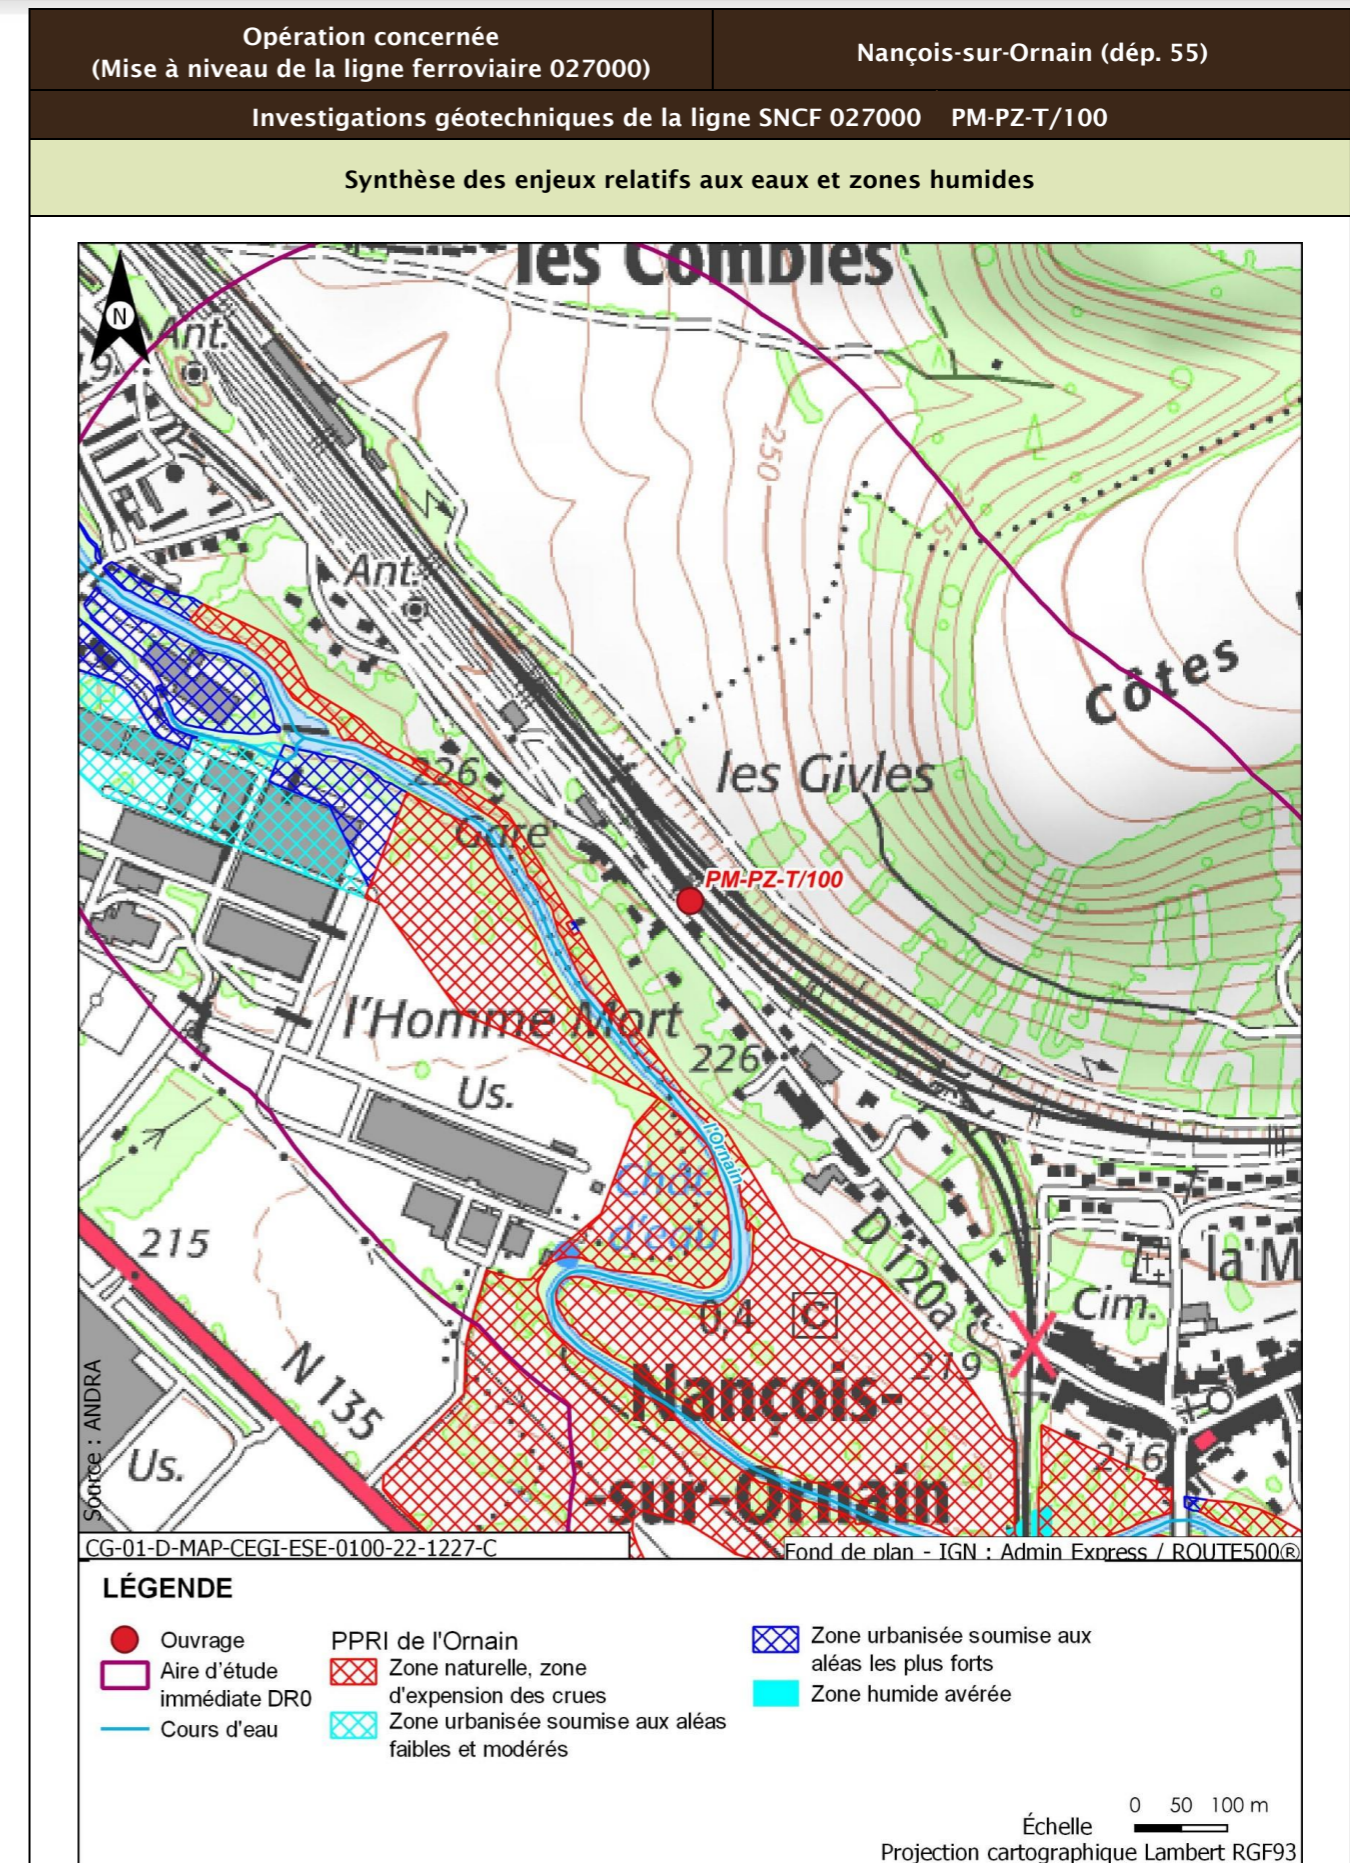 Opération concernée
(Mise à niveau de la ligne ferroviaire 027000)
Nançois-sur-Ornain (dép. 55)
Investigations géotechniques de la ligne SNCF 027000 PM-PZ-T/100
Synthèse des enjeux relatifs aux eaux et zones humides
les Combles
N
Ant.
9
250
275
Ant.
Côtes
les Givles
226
Gare
PM-PZ-T/100
l'Homme Mort
226
Us.
l'Ornain
Chât.
d'eau
215
D 120a
la M
Cim.
0,4
C
219
N 135
Nançois-
-sur-Ornain
216
Us.
Source : ANDRA
CG-01-D-MAP-CEGI-ESE-0100-22-1227-C
Fond de plan - IGN : Admin Express / ROUTE500®
LÉGENDE
Ouvrage
Aire d'étude
immédiate DR0
Cours d'eau
PPRI de l'Ornain
Zone naturelle, zone
d'expension des crues
Zone urbanisée soumise aux aléas
faibles et modérés
Zone urbanisée soumise aux
aléas les plus forts
Zone humide avérée
0 50 100 m
Échelle
Projection cartographique Lambert RGF93